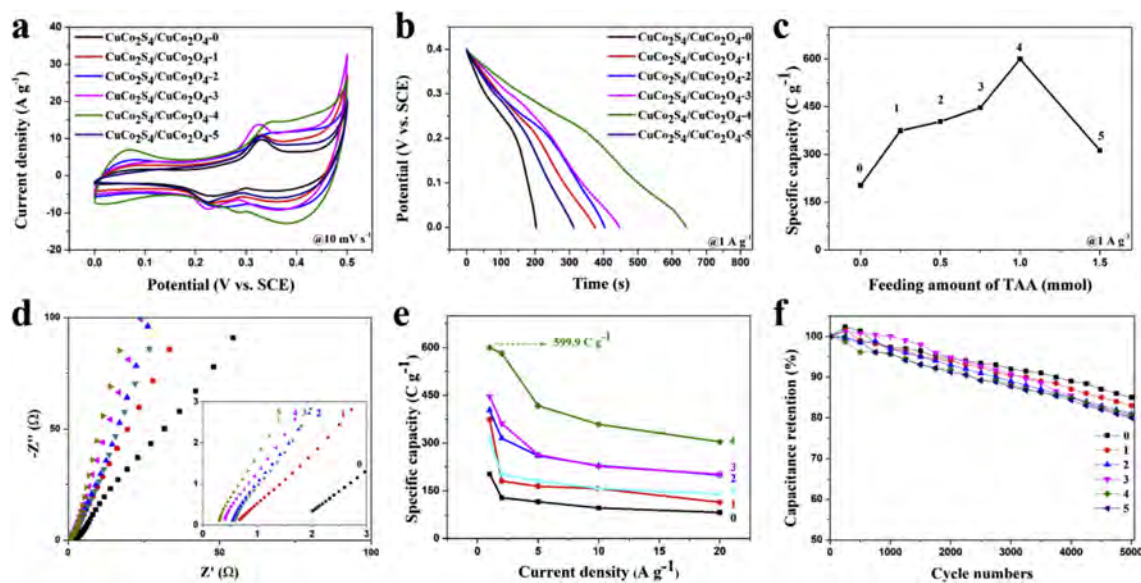 a
CuCo₂S₄/CuCo₂O₄-0
CuCo₂S₄/CuCo₂O₄-1
CuCo₂S₄/CuCo₂O₄-2
CuCo₂S₄/CuCo₂O₄-3
CuCo₂S₄/CuCo₂O₄-4
CuCo₂S₄/CuCo₂O₄-5
40
30
20
10
0
-10
-20
Current density (A g⁻¹)
@10 mV s⁻¹
0.0 0.1 0.2 0.3 0.4 0.5
Potential (V vs. SCE)
b
CuCo₂S₄/CuCo₂O₄-0
CuCo₂S₄/CuCo₂O₄-1
CuCo₂S₄/CuCo₂O₄-2
CuCo₂S₄/CuCo₂O₄-3
CuCo₂S₄/CuCo₂O₄-4
CuCo₂S₄/CuCo₂O₄-5
0.4
0.3
0.2
0.1
0.0
Potential (V vs. SCE)
@1 A g⁻¹
0 100 200 300 400 500 600 700 800
Time (s)
c
600
450
300
150
0
Specific capacity (C g⁻¹)
0
1
2
3
4
5
@1 A g⁻¹
0.0 0.5 1.0 1.5
Feeding amount of TAA (mmol)
d
100
50
0
-Z'' (Ω)
3
2
1
0
5 4 3 2 1
0
0 1 2 3
0 50 100
Z' (Ω)
e
600
450
300
150
0
Specific capacity (C g⁻¹)
599.9 C g⁻¹
4
3
2
1
0
0 5 10 15 20
Current density (A g⁻¹)
f
100
90
80
70
60
50
Capacitance retention (%)
0
1
2
3
4
5
0 1000 2000 3000 4000 5000
Cycle numbers